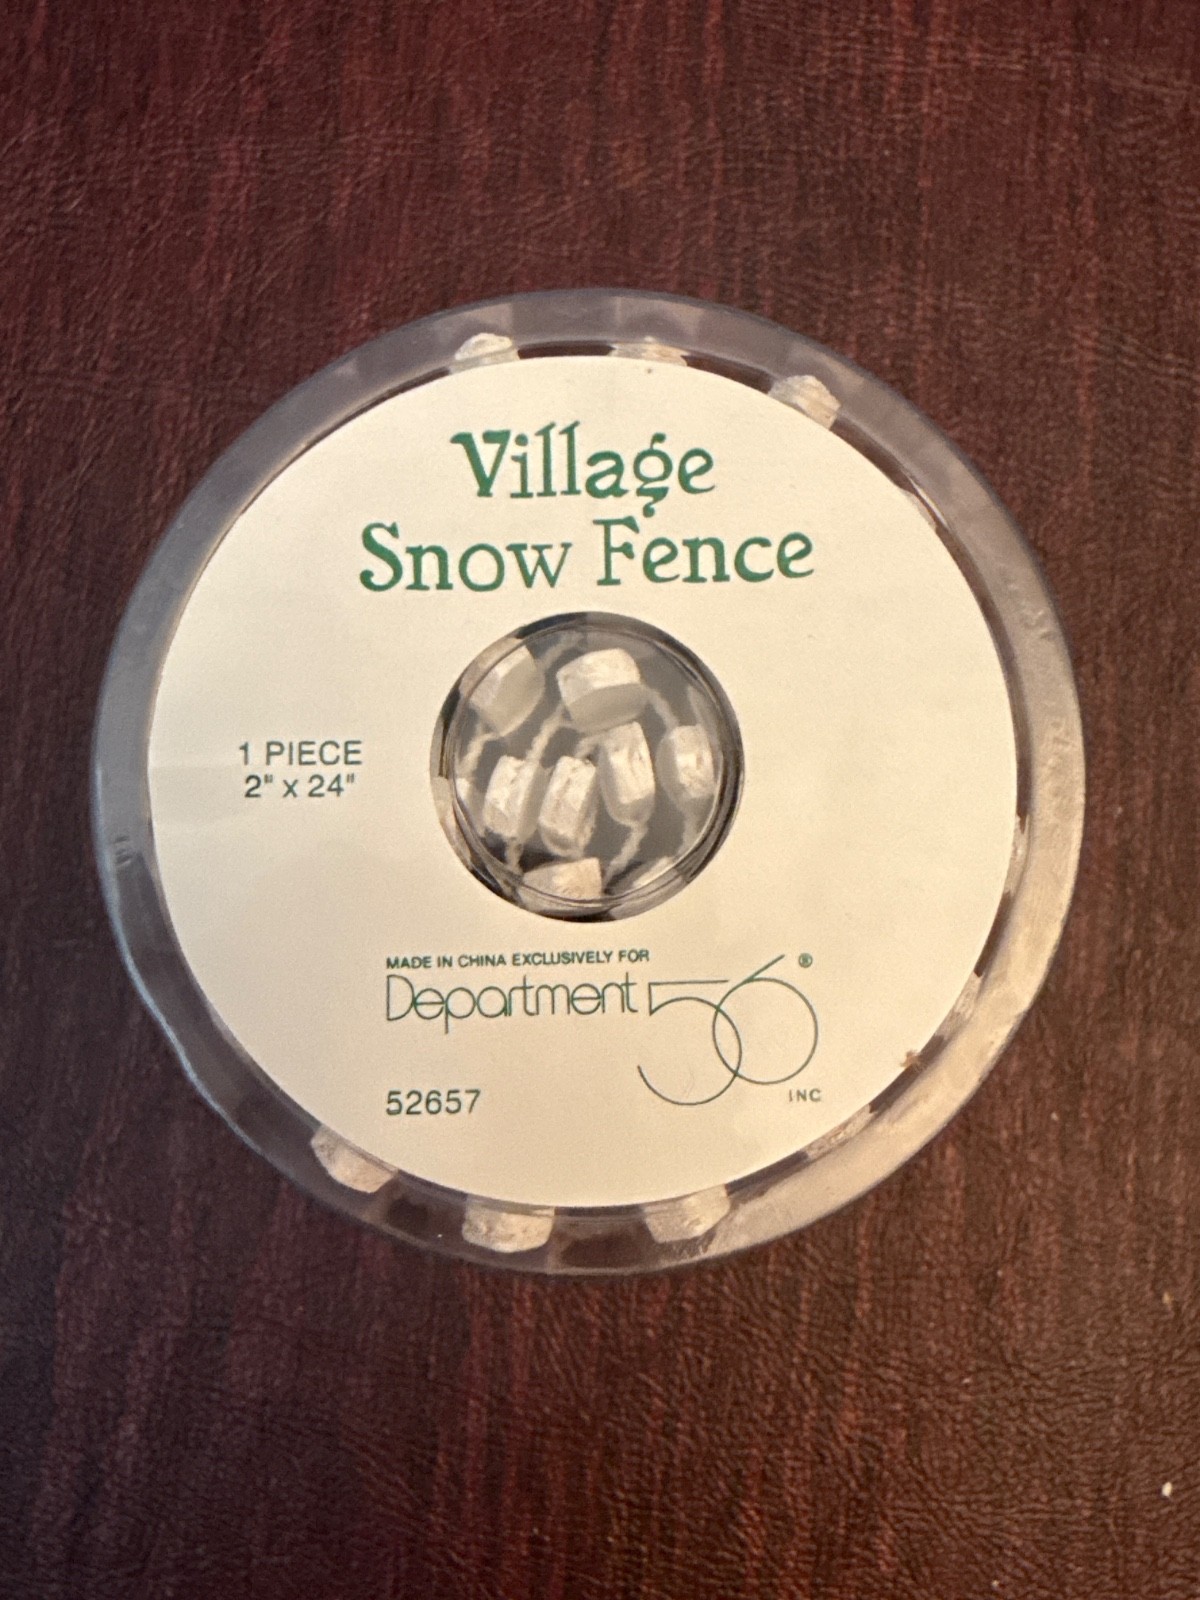 Village
Snow Fence
1 PIECE
2" x 24"
MADE IN CHINA EXCLUSIVELY FOR
Department 56®
INC
52657